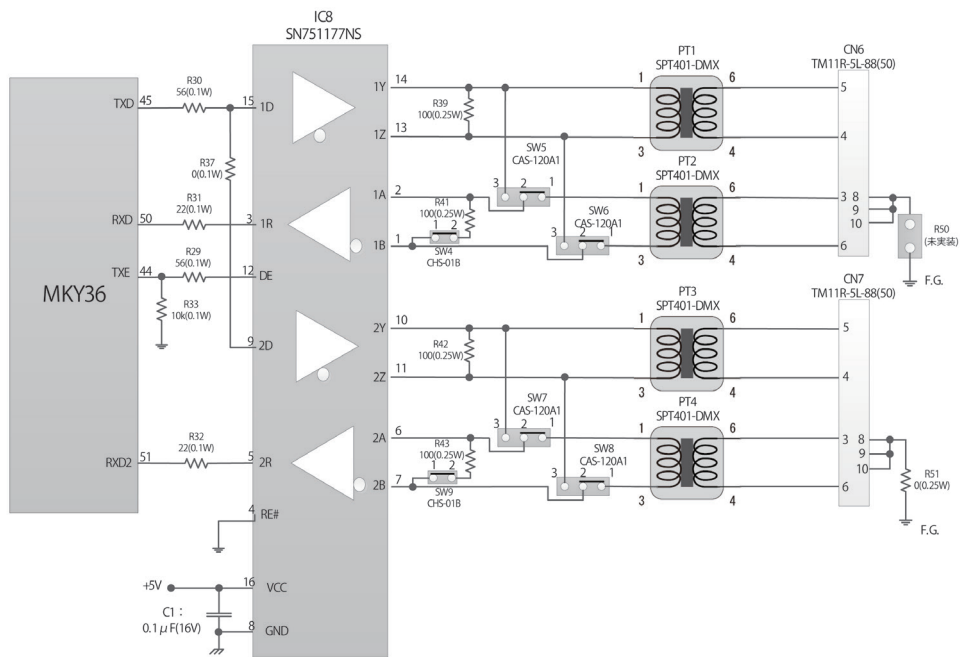 IC8
SN751177NS
MKY36
TXD 45
R30
56(0.1W)
15 1D
R37
0(0.1W)
RXD 50
R31
22(0.1W)
3 1R
TXE 44
R29
56(0.1W)
12 DE
R33
10k(0.1W)
9 2D
RXD2 51
R32
22(0.1W)
5 2R
4 RE#
+5V
16 VCC
C1：
0.1μF(16V)
8 GND
1Y 14
1Z 13
R39
100(0.25W)
1A 2
1B 1
R41
100(0.25W)
1 2
SW4
CHS-01B
SW5
CAS-120A1
3 2 1
SW6
CAS-120A1
3 2 1
PT1
SPT401-DMX
1 6
3 4
PT2
SPT401-DMX
1 6
3 4
CN6
TM11R-5L-88(50)
5
4
3 8
9
10
6
R50
(未実装)
F.G.
2Y 10
2Z 11
R42
100(0.25W)
2A 6
2B 7
R43
100(0.25W)
1 2
SW9
CHS-01B
SW7
CAS-120A1
3 2 1
SW8
CAS-120A1
3 2 1
PT3
SPT401-DMX
1 6
3 4
PT4
SPT401-DMX
1 6
3 4
CN7
TM11R-5L-88(50)
5
4
3 8
9
10
6
R51
0(0.25W)
F.G.